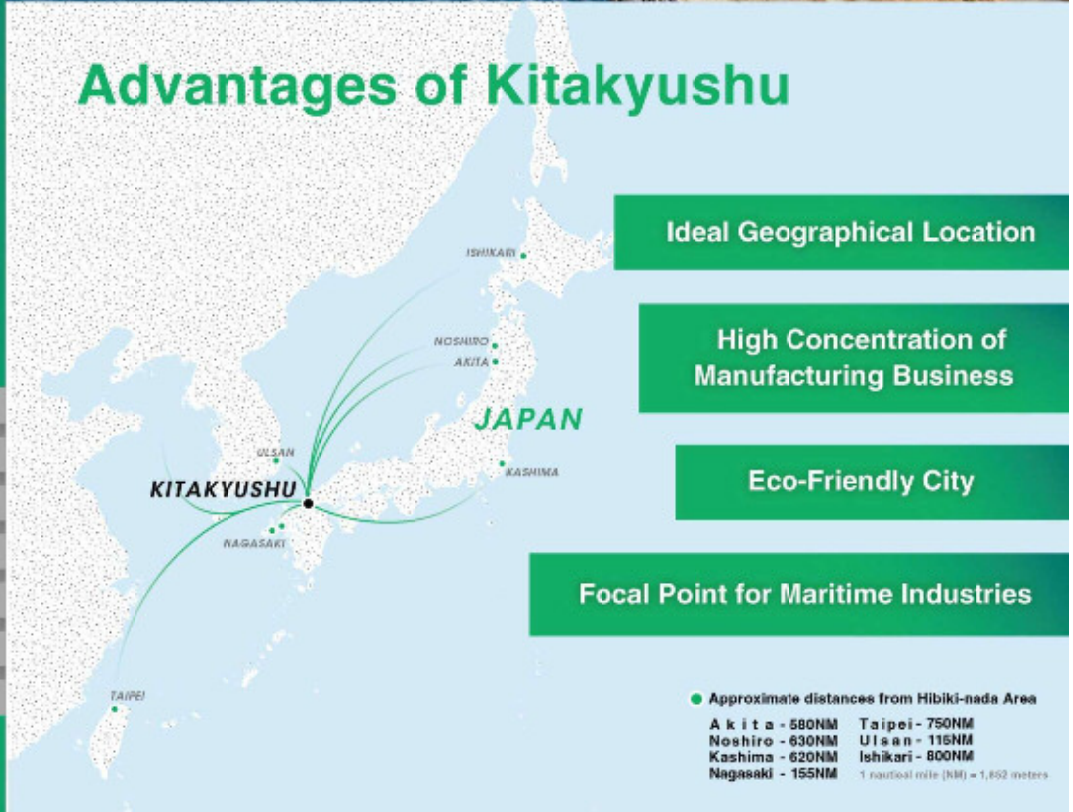 Advantages of Kitakyushu
Ideal Geographical Location
ISHIKARI
High Concentration of
Manufacturing Business
NOSHIRO
AKITA
JAPAN
ULSAN
KASHIMA
KITAKYUSHU
Eco-Friendly City
NAGASAKI
Focal Point for Maritime Industries
TAIPEI
Approximate distances from Hibiki-nada Area
Akita - 580NM Taipei - 750NM
Noshiro - 630NM Ulsan - 115NM
Kashima - 620NM Ishikari - 800NM
Nagasaki - 155NM 1 nautical mile (NM) = 1,852 meters